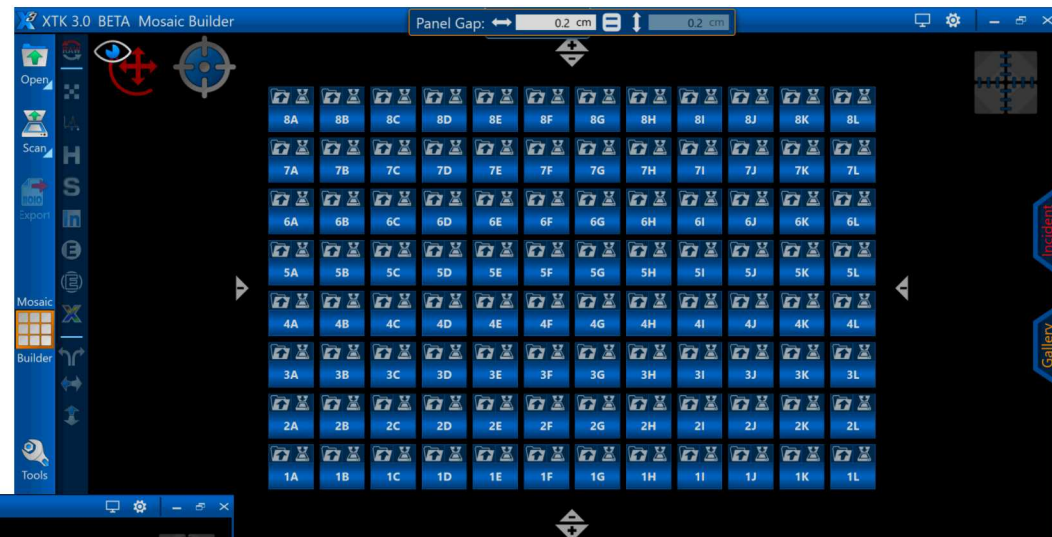 XTK 3.0 BETA Mosaic Builder
Panel Gap: 0.2 cm 0.2 cm
Open
Scan
Export
Mosaic
Builder
Tools
RAW
H
S
in
E
(E)
X
Incident
Gallery
8A 8B 8C 8D 8E 8F 8G 8H 8I 8J 8K 8L
7A 7B 7C 7D 7E 7F 7G 7H 7I 7J 7K 7L
6A 6B 6C 6D 6E 6F 6G 6H 6I 6J 6K 6L
5A 5B 5C 5D 5E 5F 5G 5H 5I 5J 5K 5L
4A 4B 4C 4D 4E 4F 4G 4H 4I 4J 4K 4L
3A 3B 3C 3D 3E 3F 3G 3H 3I 3J 3K 3L
2A 2B 2C 2D 2E 2F 2G 2H 2I 2J 2K 2L
1A 1B 1C 1D 1E 1F 1G 1H 1I 1J 1K 1L